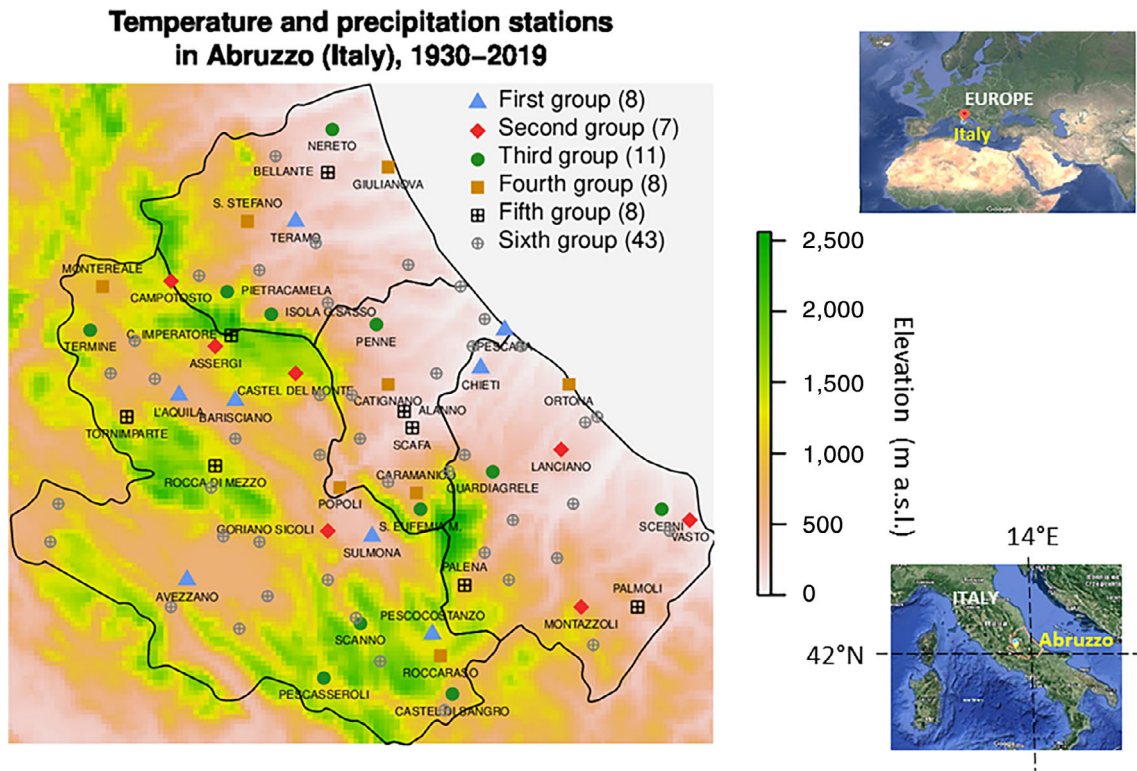 Temperature and precipitation stations
in Abruzzo (Italy), 1930–2019
First group (8)
Second group (7)
Third group (11)
Fourth group (8)
Fifth group (8)
Sixth group (43)
NERETO
BELLANTE
GIULIANOVA
S. STEFANO
TERAMO
MONTEREALE
CAMPOTOSTO
PIETRACAMELA
ISOLA G.SASSO
C. IMPERATORE
TERMINE
PENNE
ASSERGI
PESCARA
CHIETI
CASTEL DEL MONTE
L'AQUILA
BARISCIANO
CATIGNANO
ALANNO
ORTONA
TORNIMPARTE
SCAFA
LANCIANO
ROCCA DI MEZZO
CARAMANICO
GUARDIAGRELE
POPOLI
GORIANO SICOLI
S. EUFEMIA M.
SCERNI
VASTO
SULMONA
PALENA
AVEZZANO
PALMOLI
PESCOCOSTANZO
MONTAZZOLI
SCANNO
ROCCARASO
PESCASSEROLI
CASTEL DI SANGRO
2,500
2,000
1,500
1,000
500
0
Elevation (m a.s.l.)
EUROPE
Italy
Google
14°E
ITALY
Italia
Abruzzo
42°N
Google